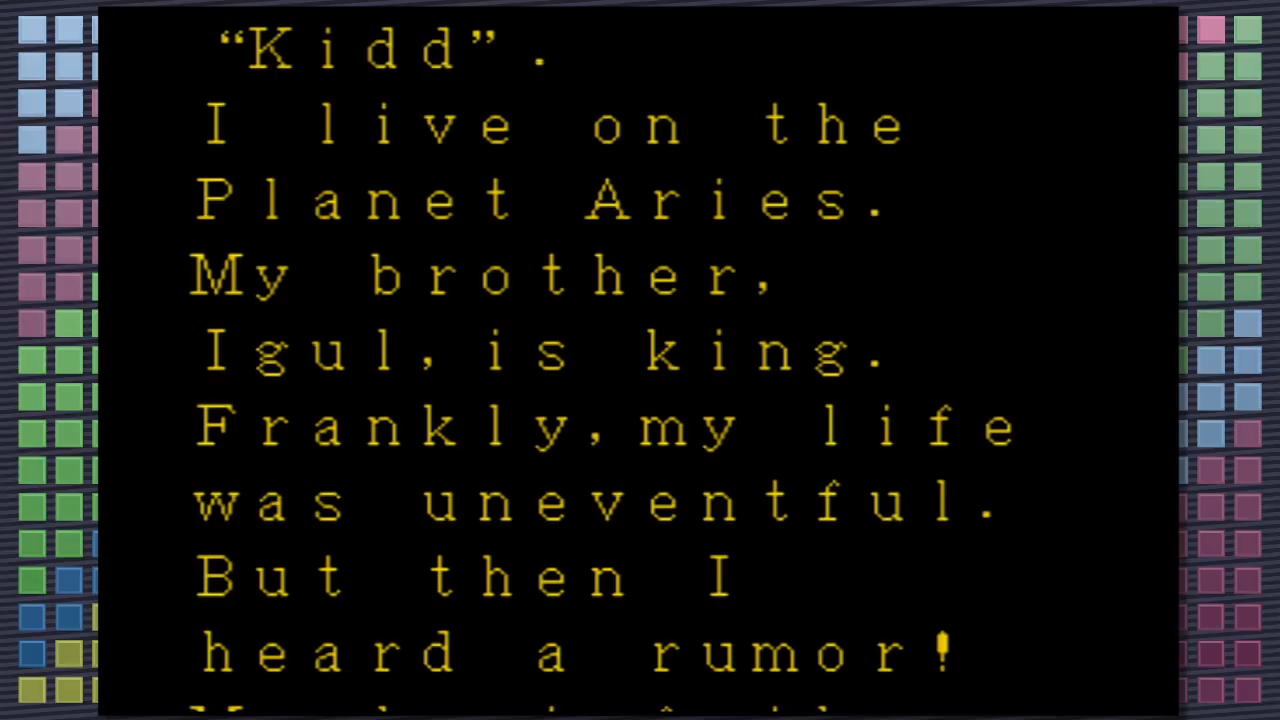 “Kidd”.
I live on the
Planet Aries.
My brother,
Igul, is king.
Frankly, my life
was uneventful.
But then I
heard a rumor!